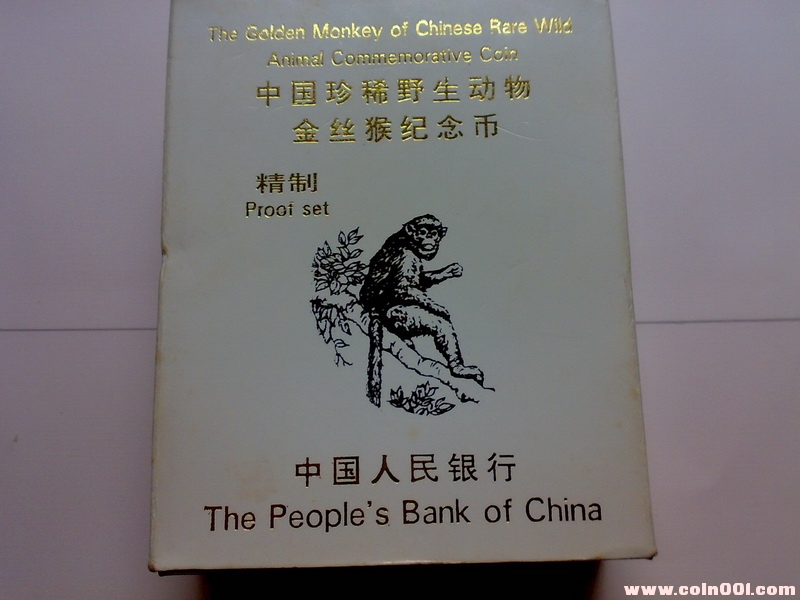 The Golden Monkey of Chinese Rare Wild
Animal Commemorative Coin
中国珍稀野生动物
金丝猴纪念币
精制
Proof set
中国人民银行
The People's Bank of China
www.coin001.com